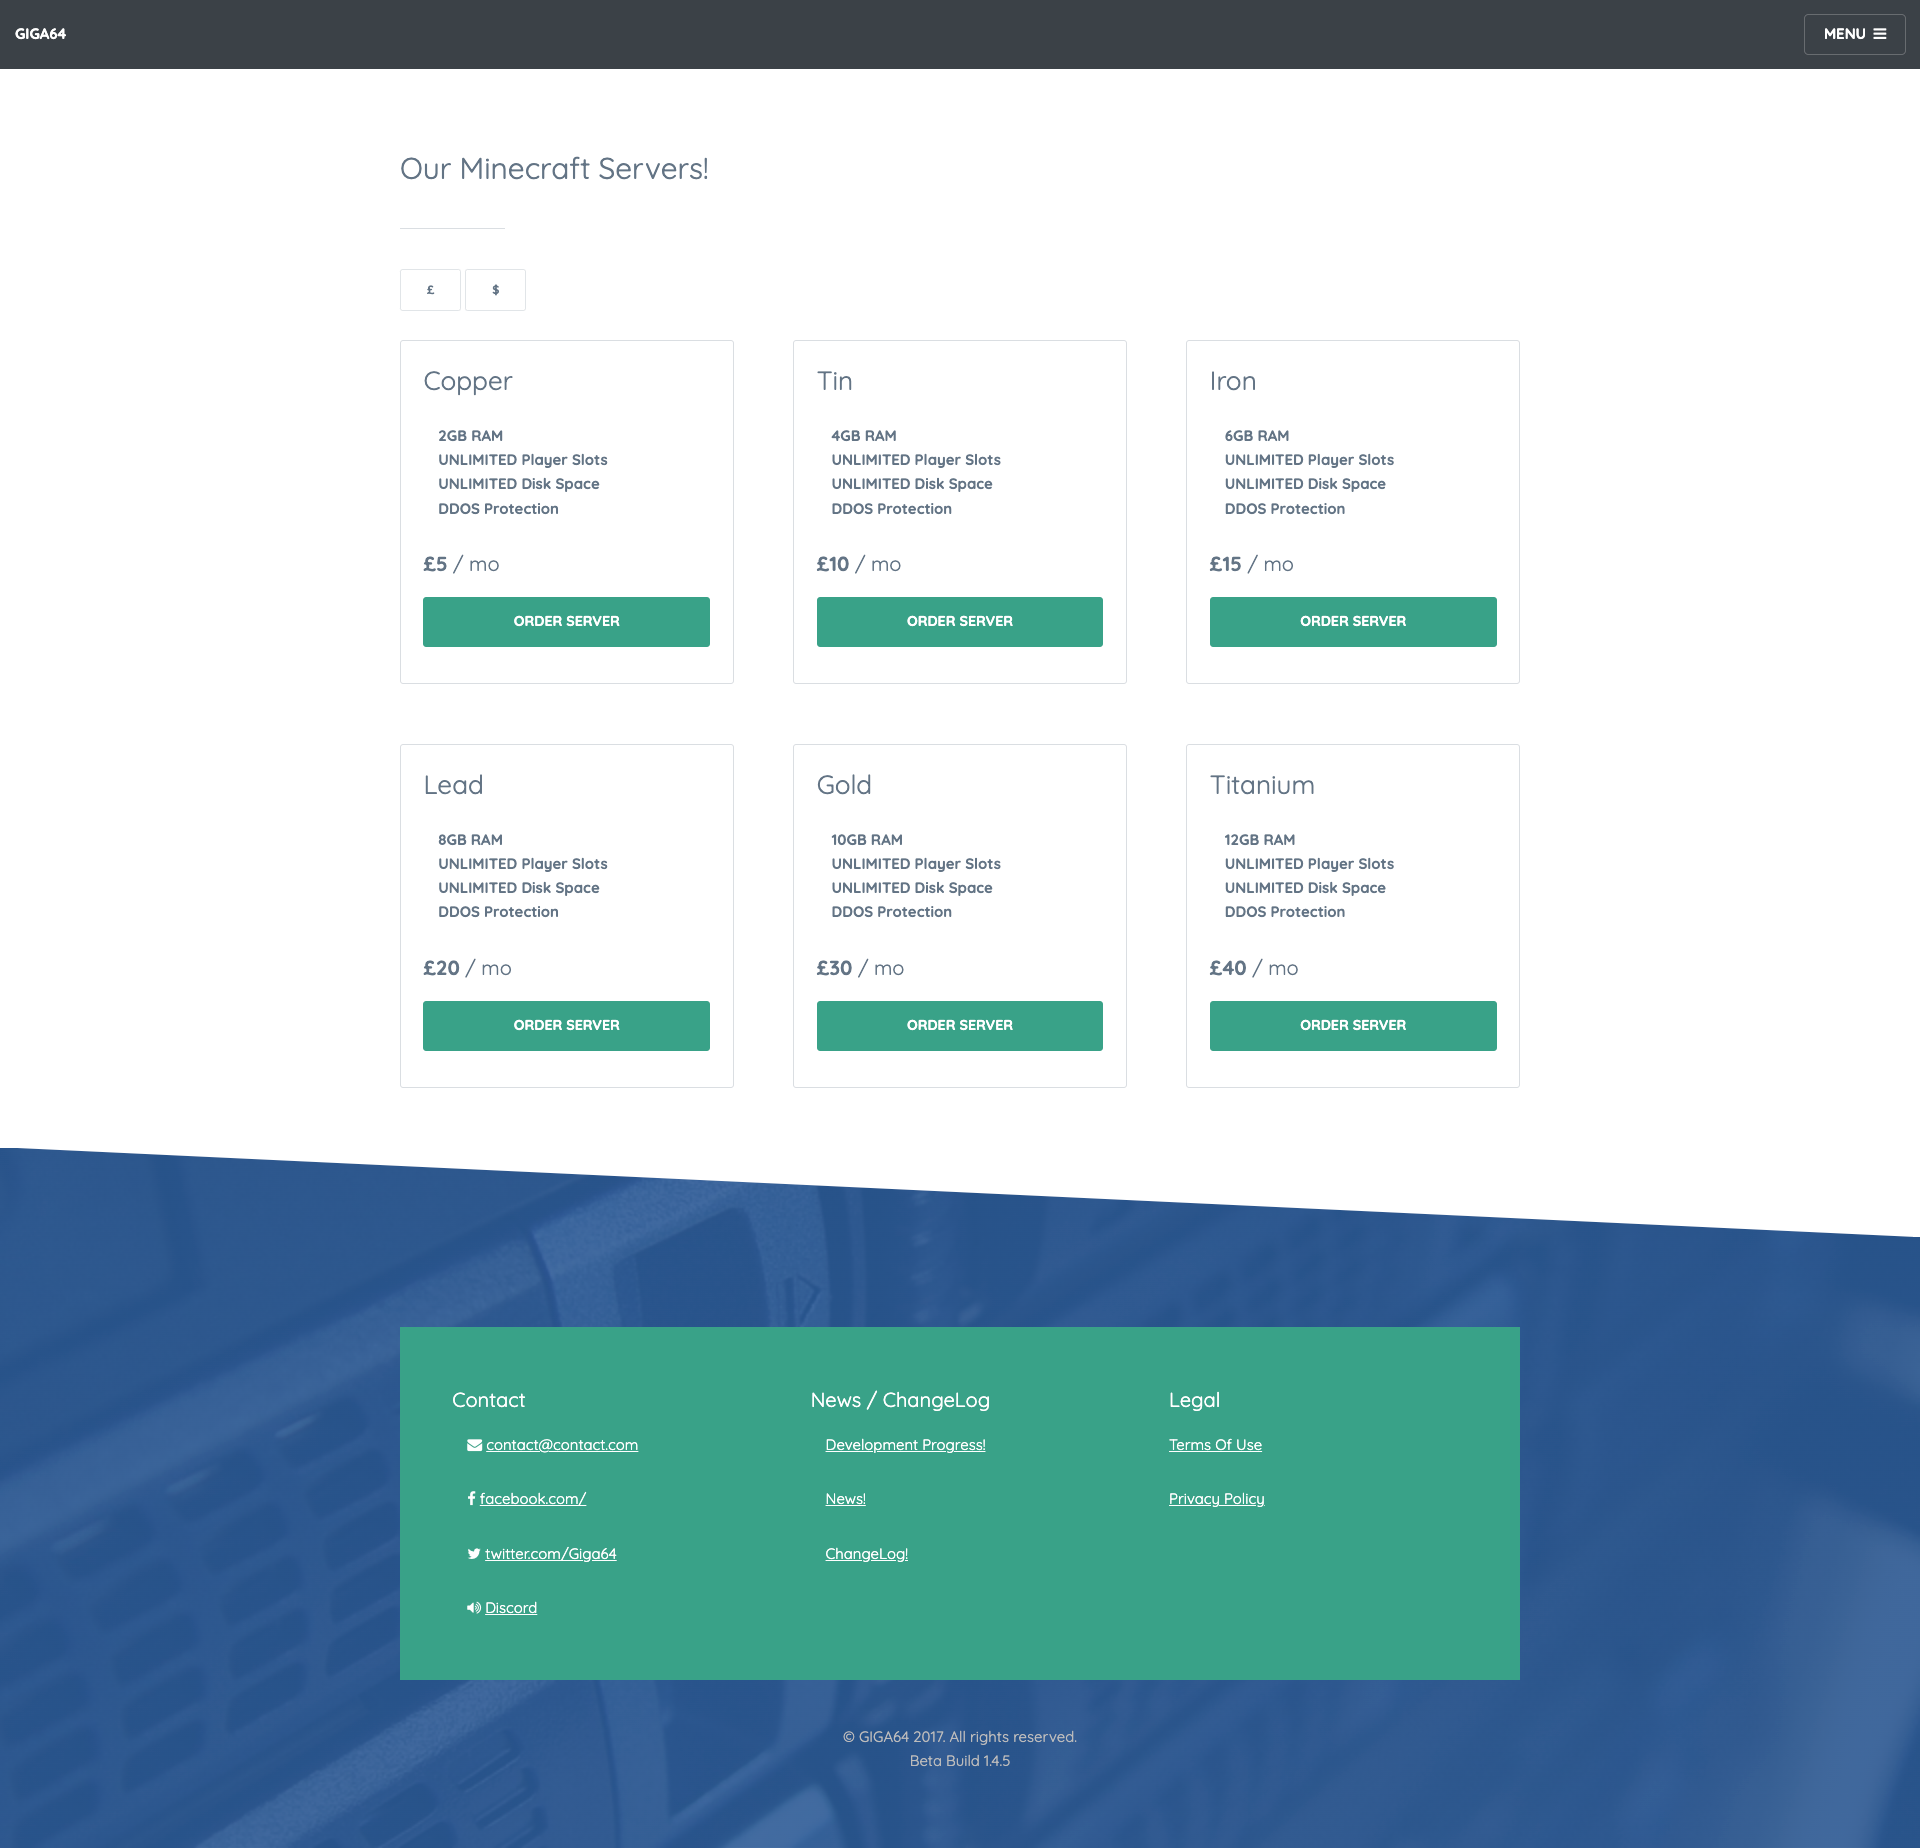 GIGA64
MENU
Our Minecraft Servers!
£
$
Copper
2GB RAM
UNLIMITED Player Slots
UNLIMITED Disk Space
DDOS Protection
£5 / mo
ORDER SERVER
Tin
4GB RAM
UNLIMITED Player Slots
UNLIMITED Disk Space
DDOS Protection
£10 / mo
ORDER SERVER
Iron
6GB RAM
UNLIMITED Player Slots
UNLIMITED Disk Space
DDOS Protection
£15 / mo
ORDER SERVER
Lead
8GB RAM
UNLIMITED Player Slots
UNLIMITED Disk Space
DDOS Protection
£20 / mo
ORDER SERVER
Gold
10GB RAM
UNLIMITED Player Slots
UNLIMITED Disk Space
DDOS Protection
£30 / mo
ORDER SERVER
Titanium
12GB RAM
UNLIMITED Player Slots
UNLIMITED Disk Space
DDOS Protection
£40 / mo
ORDER SERVER
Contact
contact@contact.com
facebook.com/
twitter.com/Giga64
Discord
News / ChangeLog
Development Progress!
News!
ChangeLog!
Legal
Terms Of Use
Privacy Policy
© GIGA64 2017. All rights reserved.
Beta Build 1.4.5